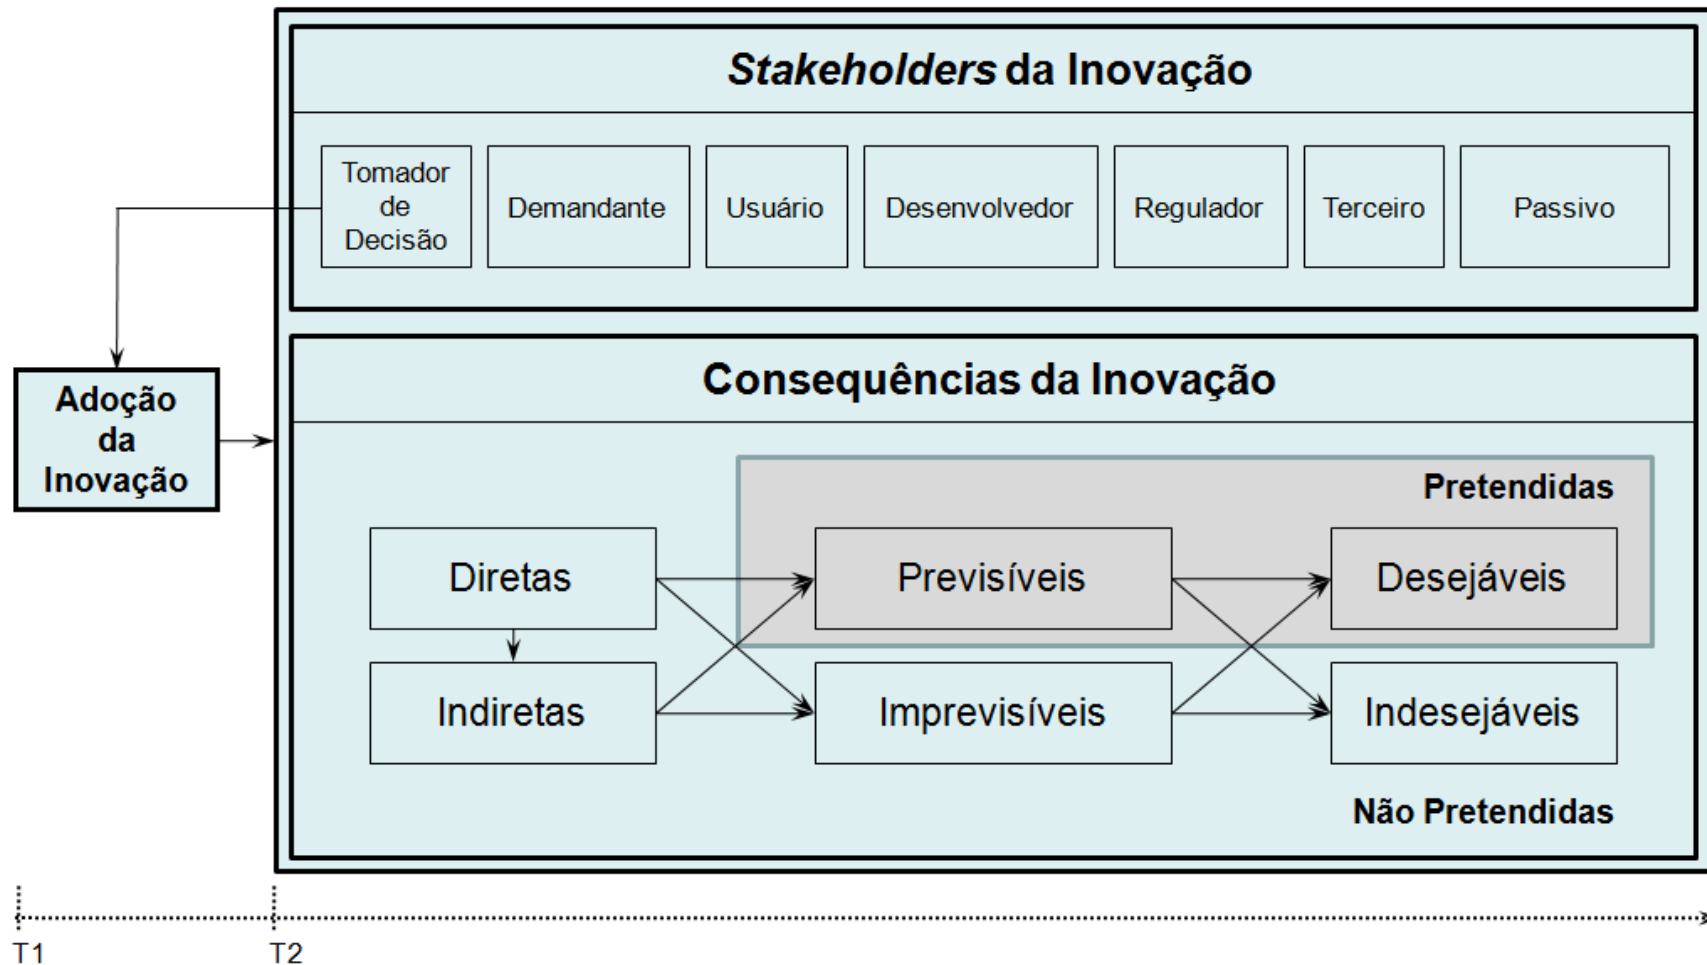 Stakeholders da Inovação
Tomador
de
Decisão
Demandante
Usuário
Desenvolvedor
Regulador
Terceiro
Passivo
Adoção
da
Inovação
Consequências da Inovação
Pretendidas
Diretas
Previsíveis
Desejáveis
Indiretas
Imprevisíveis
Indesejáveis
Não Pretendidas
T1
T2